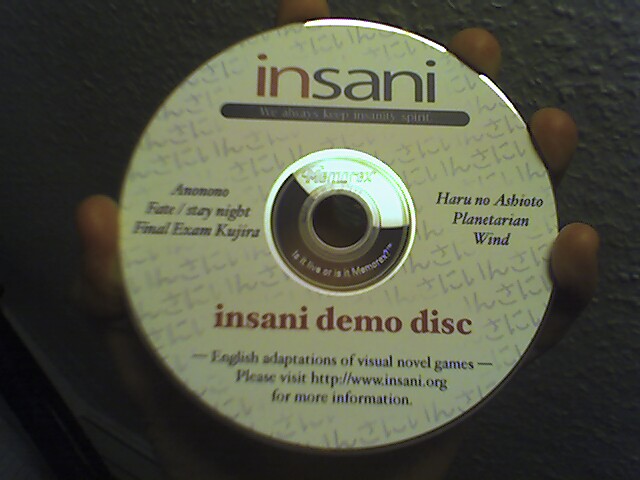 insani
We always keep insanity spirit.
Anonono
Fate / stay night
Final Exam Kujira
Memorex
Is it live or is it Memorex?™
Haru no Ashioto
Planetarian
Wind
insani demo disc
— English adaptations of visual novel games —
Please visit http://www.insani.org
for more information.